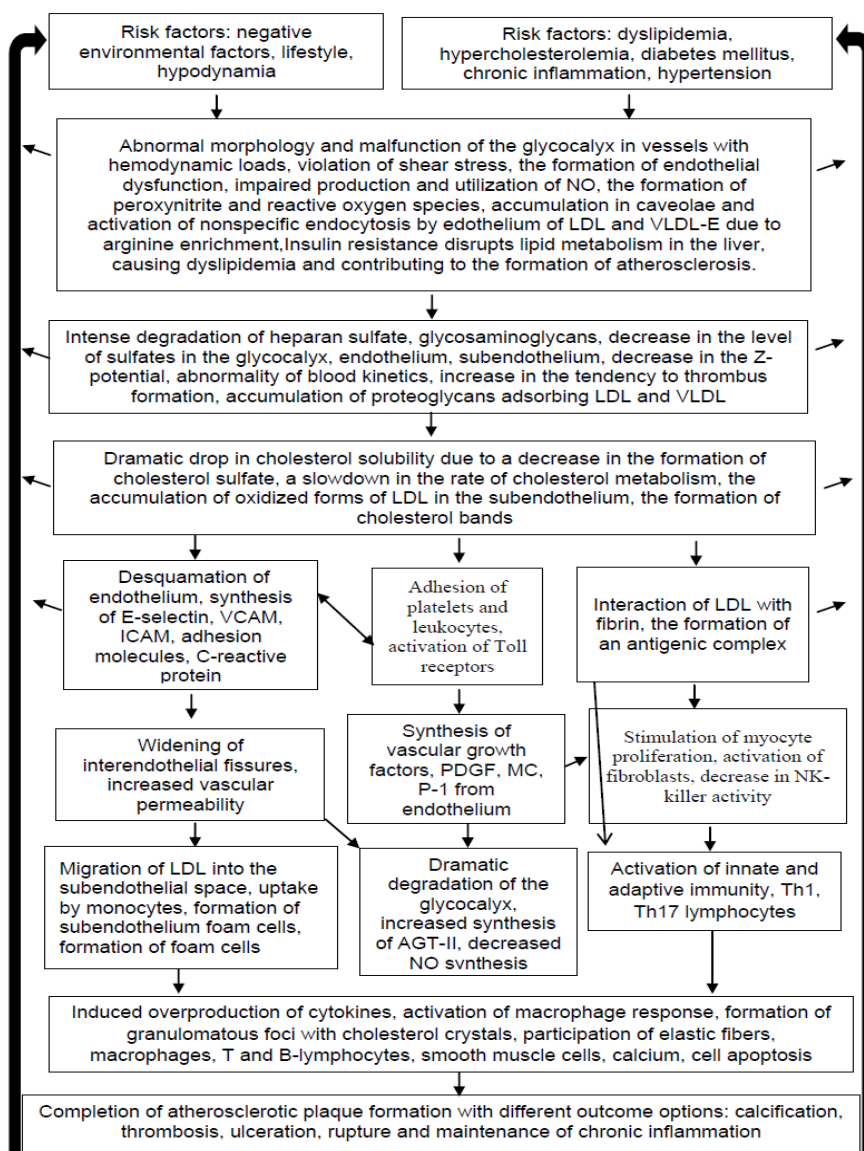 Risk factors: negative
environmental factors, lifestyle,
hypodynamia
Risk factors: dyslipidemia,
hypercholesterolemia, diabetes mellitus,
chronic inflammation, hypertension
Abnormal morphology and malfunction of the glycocalyx in vessels with
hemodynamic loads, violation of shear stress, the formation of endothelial
dysfunction, impaired production and utilization of NO, the formation of
peroxynitrite and reactive oxygen species, accumulation in caveolae and
activation of nonspecific endocytosis by edothelium of LDL and VLDL-E due to
arginine enrichment,Insulin resistance disrupts lipid metabolism in the liver,
causing dyslipidemia and contributing to the formation of atherosclerosis.
Intense degradation of heparan sulfate, glycosaminoglycans, decrease in the level
of sulfates in the glycocalyx, endothelium, subendothelium, decrease in the Z-
potential, abnormality of blood kinetics, increase in the tendency to thrombus
formation, accumulation of proteoglycans adsorbing LDL and VLDL
Dramatic drop in cholesterol solubility due to a decrease in the formation of
cholesterol sulfate, a slowdown in the rate of cholesterol metabolism, the
accumulation of oxidized forms of LDL in the subendothelium, the formation of
cholesterol bands
Desquamation of
endothelium, synthesis
of E-selectin, VCAM,
ICAM, adhesion
molecules, C-reactive
protein
Adhesion of
platelets and
leukocytes,
activation of Toll
receptors
Interaction of LDL with
fibrin, the formation of
an antigenic complex
Widening of
interendothelial fissures,
increased vascular
permeability
Synthesis of
vascular growth
factors, PDGF, MC,
P-1 from
endothelium
Stimulation of myocyte
proliferation, activation of
fibroblasts, decrease in NK-
killer activity
Migration of LDL into the
subendothelial space, uptake
by monocytes, formation of
subendothelium foam cells,
formation of foam cells
Dramatic
degradation of the
glycocalyx,
increased synthesis
of AGT-II, decreased
NO synthesis
Activation of innate and
adaptive immunity, Th1,
Th17 lymphocytes
Induced overproduction of cytokines, activation of macrophage response, formation of
granulomatous foci with cholesterol crystals, participation of elastic fibers,
macrophages, T and B-lymphocytes, smooth muscle cells, calcium, cell apoptosis
Completion of atherosclerotic plaque formation with different outcome options: calcification,
thrombosis, ulceration, rupture and maintenance of chronic inflammation